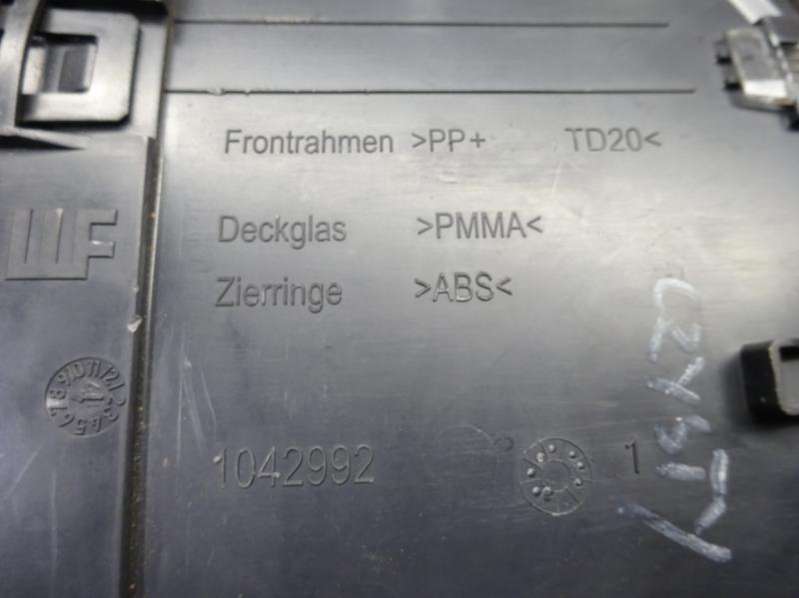 Frontrahmen >PP+ TD20<
Deckglas >PMMA<
Zierringe >ABS<
1042992
1